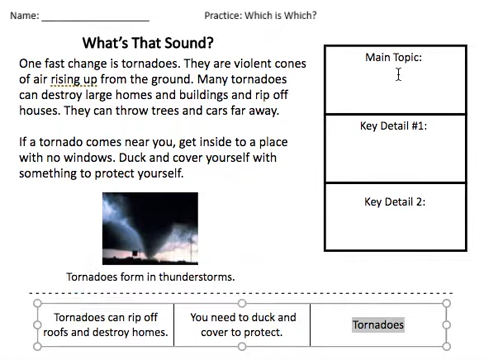 Name: ____________________
Practice: Which is Which?
What's That Sound?
One fast change is tornadoes. They are violent cones
of air rising up from the ground. Many tornadoes
can destroy large homes and buildings and rip off
houses. They can throw trees and cars far away.
If a tornado comes near you, get inside to a place
with no windows. Duck and cover yourself with
something to protect yourself.
Tornadoes form in thunderstorms.
Main Topic:
Key Detail #1:
Key Detail 2:
Tornadoes can rip off
roofs and destroy homes.
You need to duck and
cover to protect.
Tornadoes